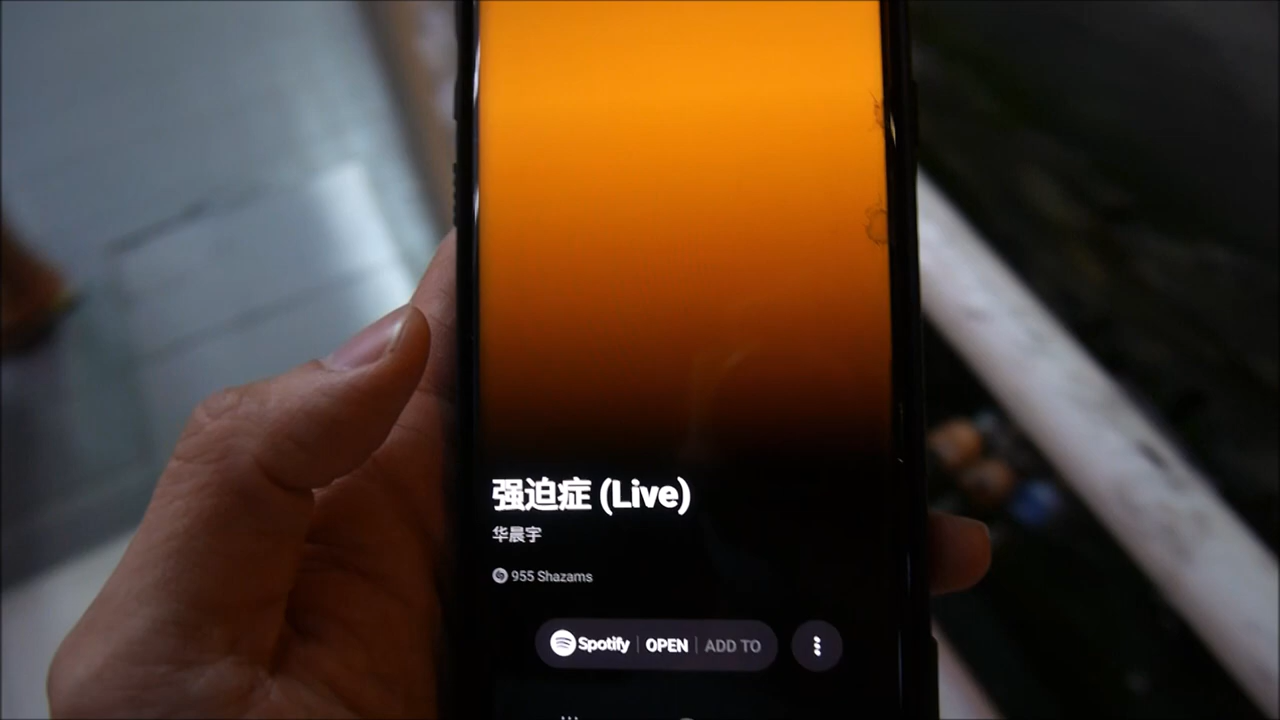 强迫症 (Live)
华晨宇
955 Shazams
Spotify | OPEN | ADD TO